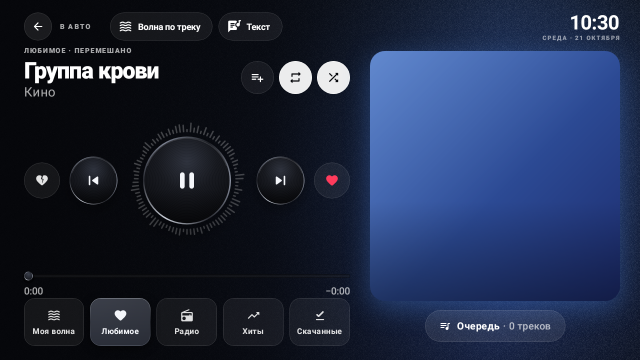 В АВТО
Волна по треку
Текст
10:30
СРЕДА · 21 ОКТЯБРЯ
ЛЮБИМОЕ · ПЕРЕМЕШАНО
Группа крови
Кино
0:00
−0:00
Моя волна
Любимое
Радио
Хиты
Скачанные
Очередь · 0 треков